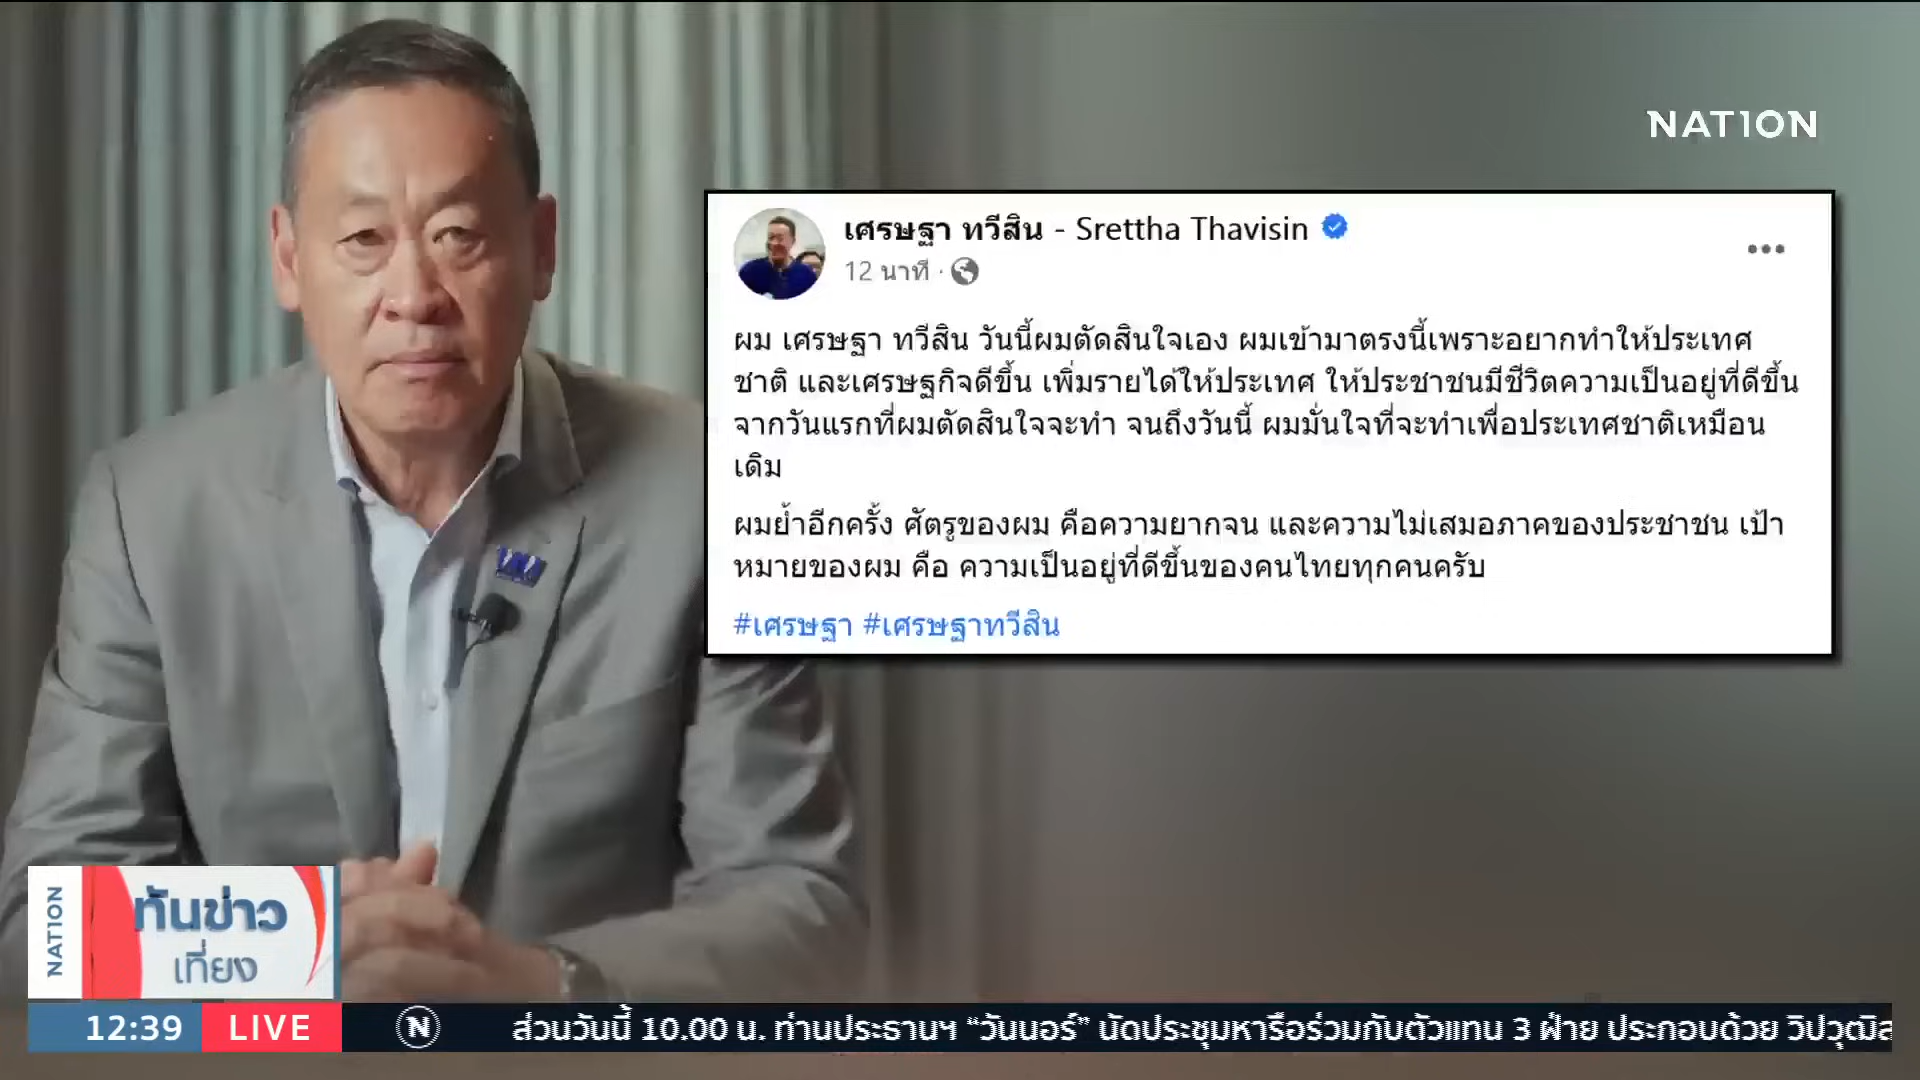 NATION
เศรษฐา ทวีสิน - Srettha Thavisin
12 นาที ·
ผม เศรษฐา ทวีสิน วันนี้ผมตัดสินใจเอง ผมเข้ามาตรงนี้เพราะอยากทำให้ประเทศ
ชาติ และเศรษฐกิจดีขึ้น เพิ่มรายได้ให้ประเทศ ให้ประชาชนมีชีวิตความเป็นอยู่ที่ดีขึ้น
จากวันแรกที่ผมตัดสินใจจะทำ จนถึงวันนี้ ผมมั่นใจที่จะทำเพื่อประเทศชาติเหมือน
เดิม
ผมย้ำอีกครั้ง ศัตรูของผม คือความยากจน และความไม่เสมอภาคของประชาชน เป้า
หมายของผม คือ ความเป็นอยู่ที่ดีขึ้นของคนไทยทุกคนครับ
#เศรษฐา #เศรษฐาทวีสิน
NATION
ทันข่าว
เที่ยง
12:39 LIVE N ส่วนวันนี้ 10.00 น. ท่านประธานฯ “วันนอร์” นัดประชุมหารือร่วมกับตัวแทน 3 ฝ่าย ประกอบด้วย วิปวุฒิส